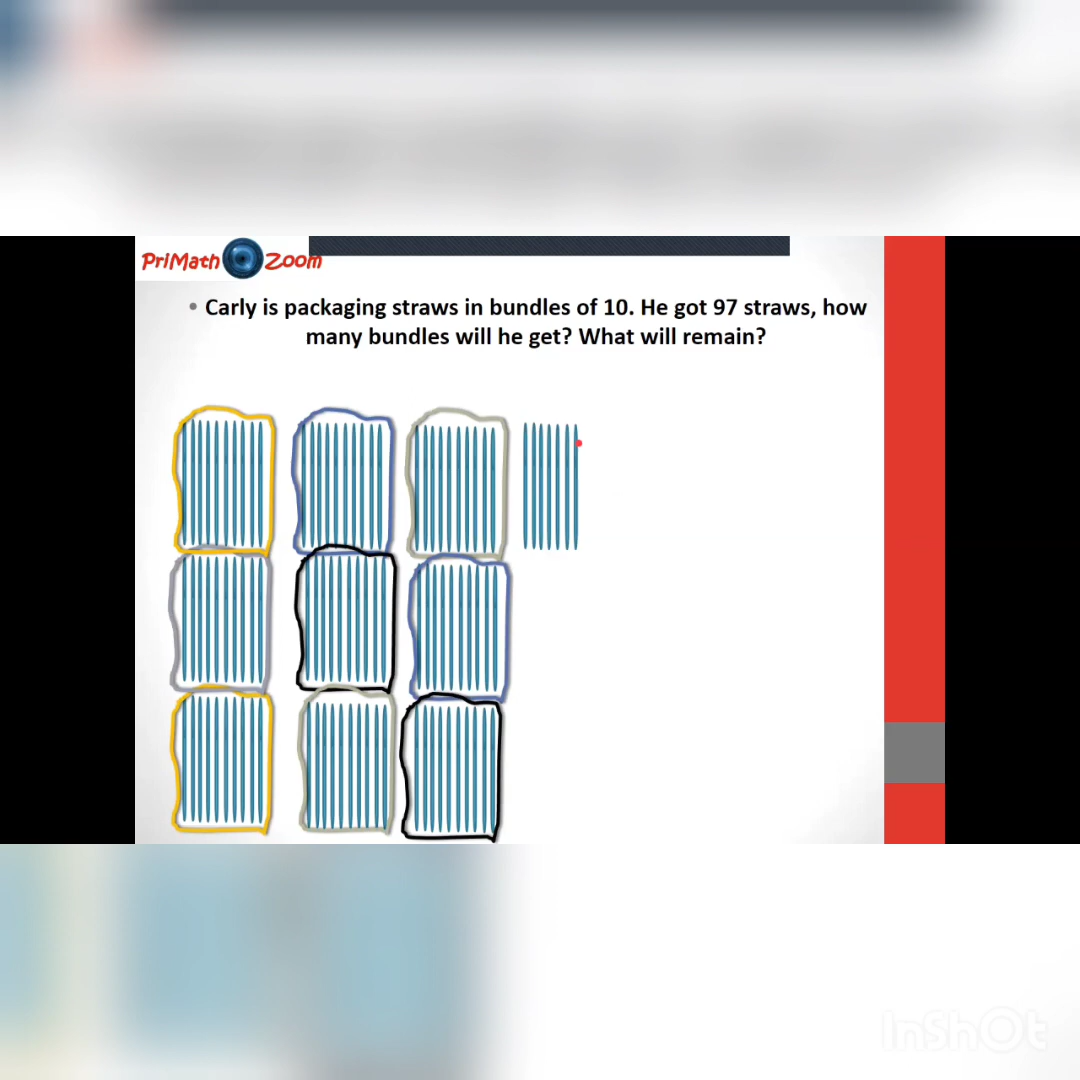 PriMath Zoom
• Carly is packaging straws in bundles of 10. He got 97 straws, how
many bundles will he get? What will remain?
InShOt